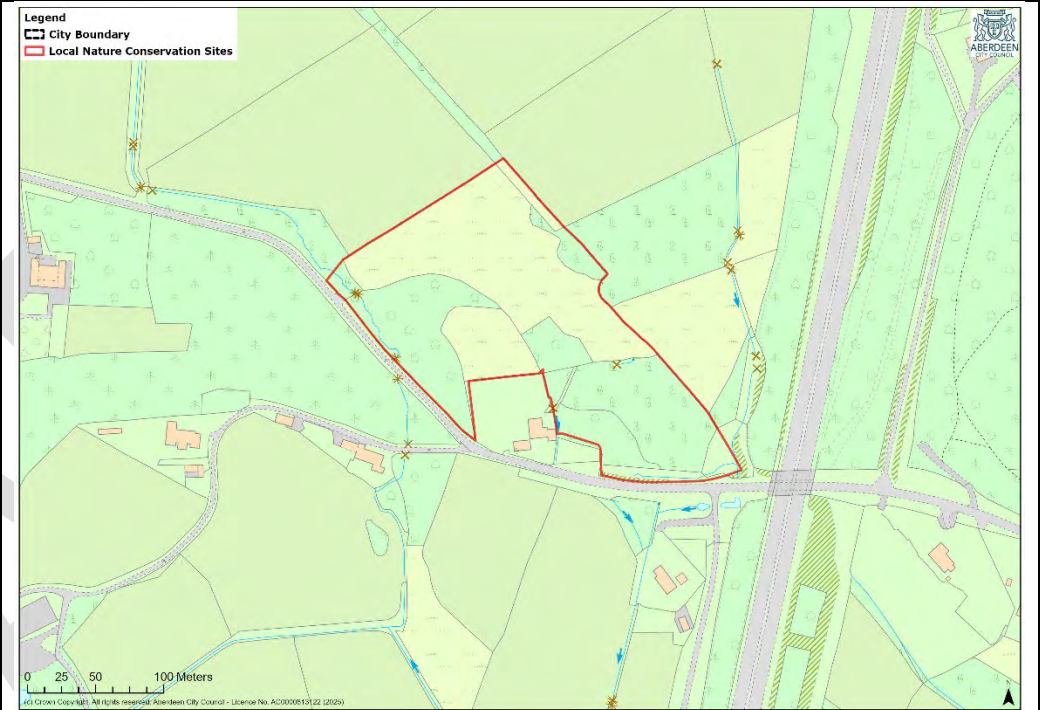 Legend
City Boundary
Local Nature Conservation Sites
ABERDEEN
CITY COUNCIL
0 25 50 100 Meters
(c) Crown Copyright. All rights reserved. Aberdeen City Council - Licence No. AC0000813122 (2025)